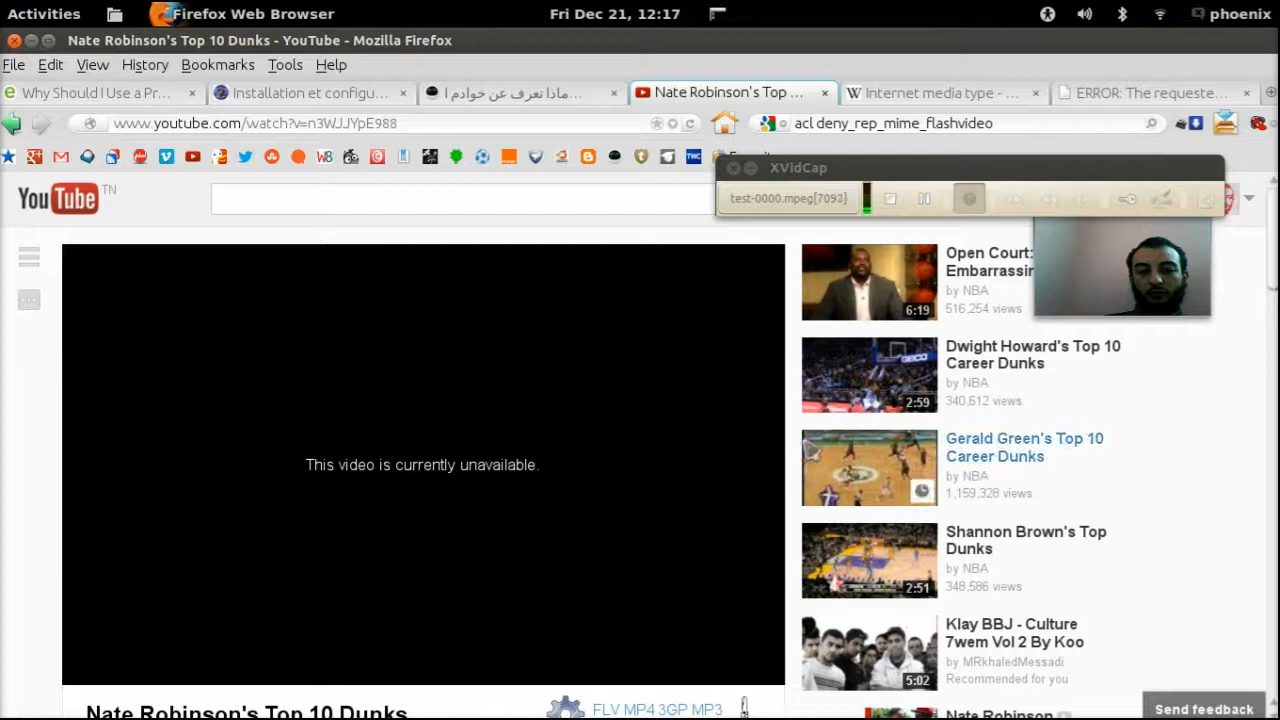 Activities
Firefox Web Browser
Fri Dec 21, 12:17
phoenix
Nate Robinson's Top 10 Dunks - YouTube - Mozilla Firefox
File Edit View History Bookmarks Tools Help
Why Should I Use a Pr...
Installation et configu...
ماذا تعرف عن خوادم ا...
Nate Robinson's Top ...
Internet media type - ...
ERROR: The requeste...
www.youtube.com/watch?v=n3WJJYpE988
acl deny_rep_mime_flashvideo
XVidCap
test-0000.mpeg[7093]
YouTube TN
This video is currently unavailable.
Open Court:
Embarrassin
by NBA
516,254 views
6:19
Dwight Howard's Top 10
Career Dunks
by NBA
340,612 views
2:59
Gerald Green's Top 10
Career Dunks
by NBA
1,159,328 views
Shannon Brown's Top
Dunks
by NBA
348,586 views
2:51
Klay BBJ - Culture
7wem Vol 2 By Koo
by MRkhaledMessadi
Recommended for you
5:02
Nate Robinson
Nate Robinson's Top 10 Dunks
FLV MP4 3GP MP3
Send feedback